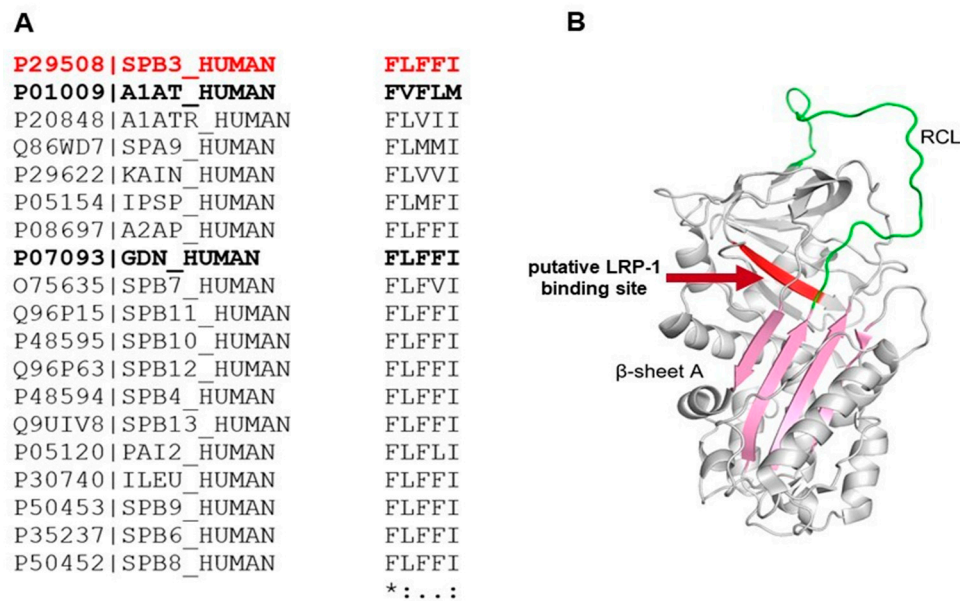 A
P29508|SPB3_HUMAN FLFFI
P01009|A1AT_HUMAN FVFLM
P20848|A1ATR_HUMAN FLVII
Q86WD7|SPA9_HUMAN FLMMI
P29622|KAIN_HUMAN FLVVI
P05154|IPSP_HUMAN FLMFI
P08697|A2AP_HUMAN FLFFI
P07093|GDN_HUMAN FLFFI
O75635|SPB7_HUMAN FLFVI
Q96P15|SPB11_HUMAN FLFFI
P48595|SPB10_HUMAN FLFFI
Q96P63|SPB12_HUMAN FLFFI
P48594|SPB4_HUMAN FLFFI
Q9UIV8|SPB13_HUMAN FLFFI
P05120|PAI2_HUMAN FLFLI
P30740|ILEU_HUMAN FLFFI
P50453|SPB9_HUMAN FLFFI
P35237|SPB6_HUMAN FLFFI
P50452|SPB8_HUMAN FLFFI
*:..:
B
RCL
putative LRP-1
binding site
β-sheet A